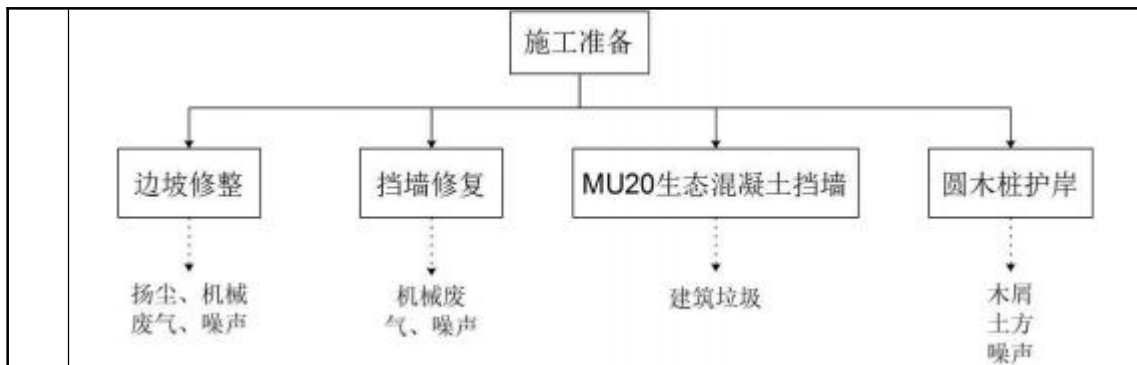 施工准备
边坡修整
挡墙修复
MU20生态混凝土挡墙
圆木桩护岸
扬尘、机械
废气、噪声
机械废
气、噪声
建筑垃圾
木屑
土方
噪声